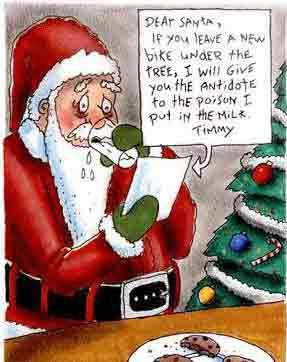 DEAR SANTA,
IF YOU LEAVE A NEW
BIKE UNDER THE
TREE, I WILL GIVE
YOU THE ANTIDOTE
TO THE POISON I
PUT IN THE MILK.
TIMMY